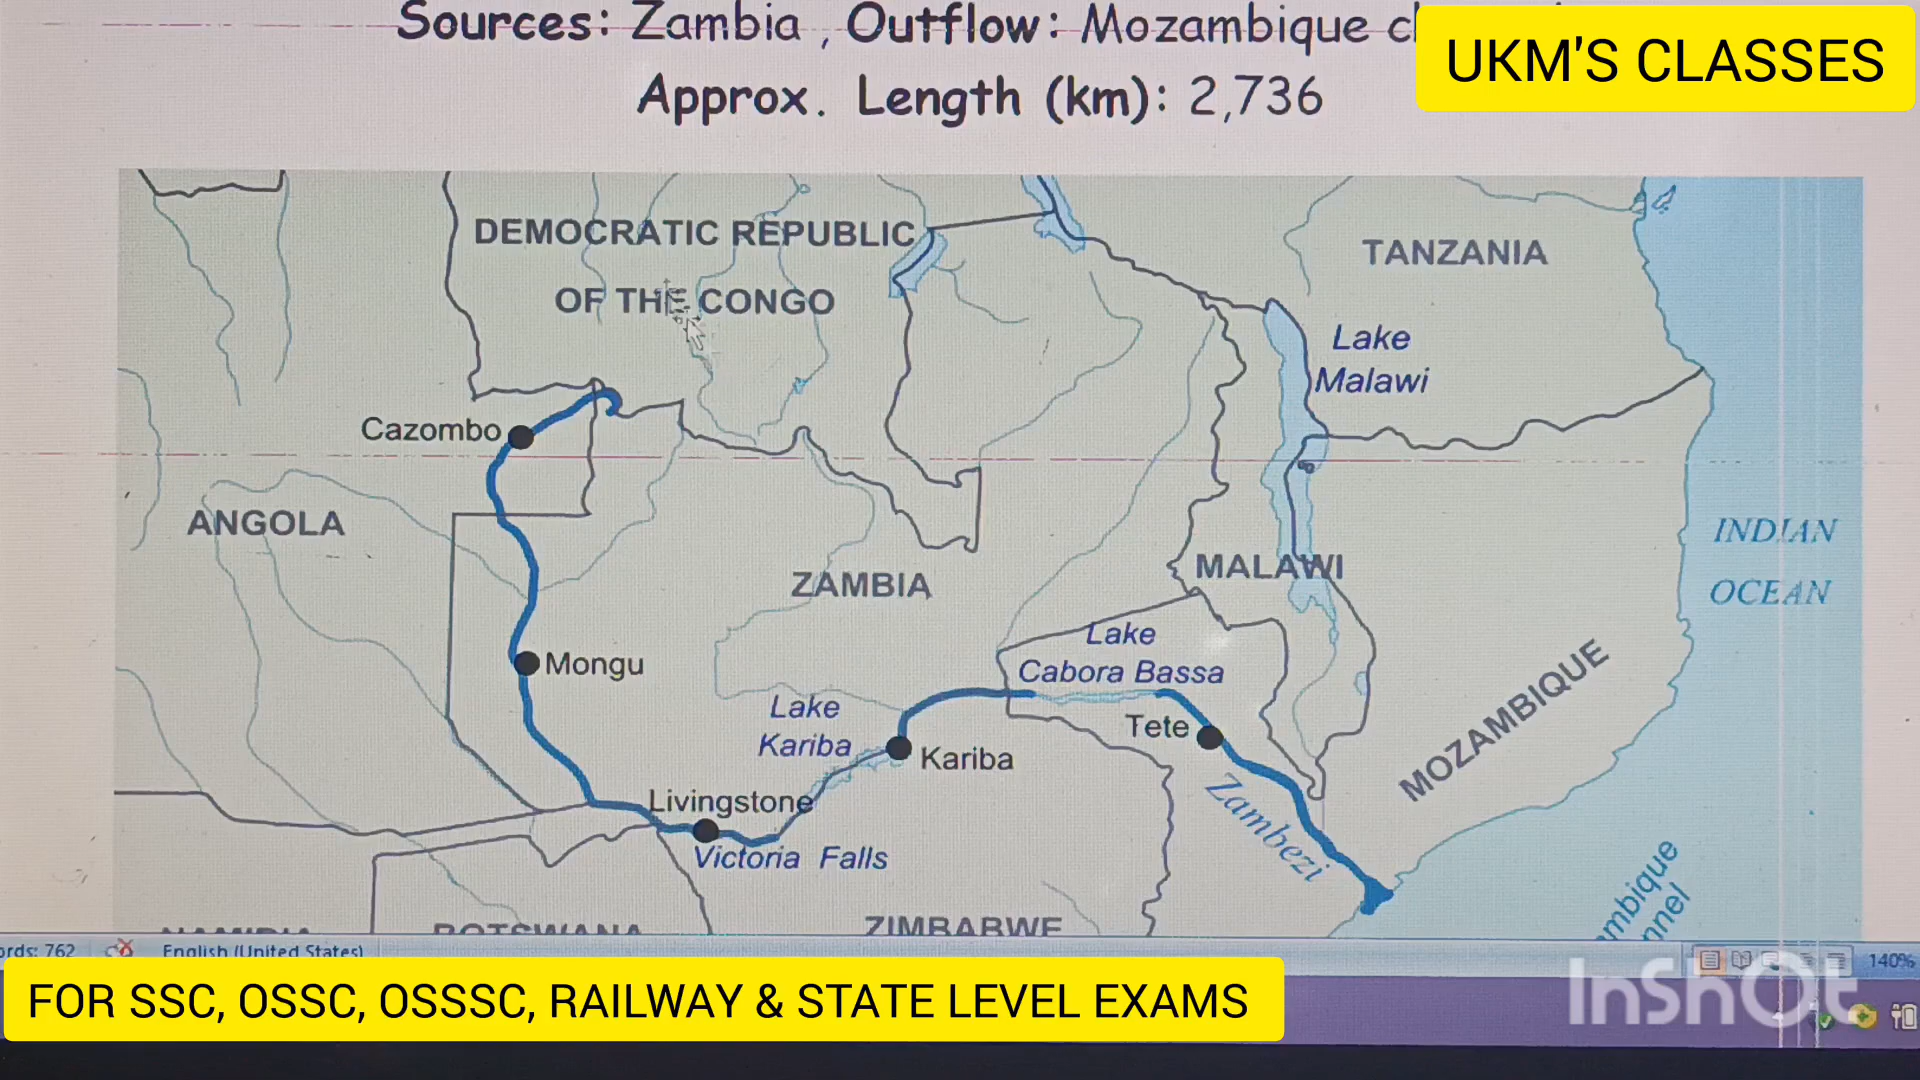 Sources: Zambia , Outflow: Mozambique
UKM'S CLASSES
Approx. Length (km): 2,736
DEMOCRATIC REPUBLIC
OF THE CONGO
TANZANIA
Lake
Malawi
Cazombo
ANGOLA
INDIAN
OCEAN
ZAMBIA
MALAWI
Lake
Cabora Bassa
Mongu
MOZAMBIQUE
Lake
Kariba
Kariba
Tete
Livingstone
Victoria Falls
Zambezi
NAMIBIA
BOTSWANA
ZIMBABWE
English (United States)
140%
FOR SSC, OSSC, OSSSC, RAILWAY & STATE LEVEL EXAMS
InShOt